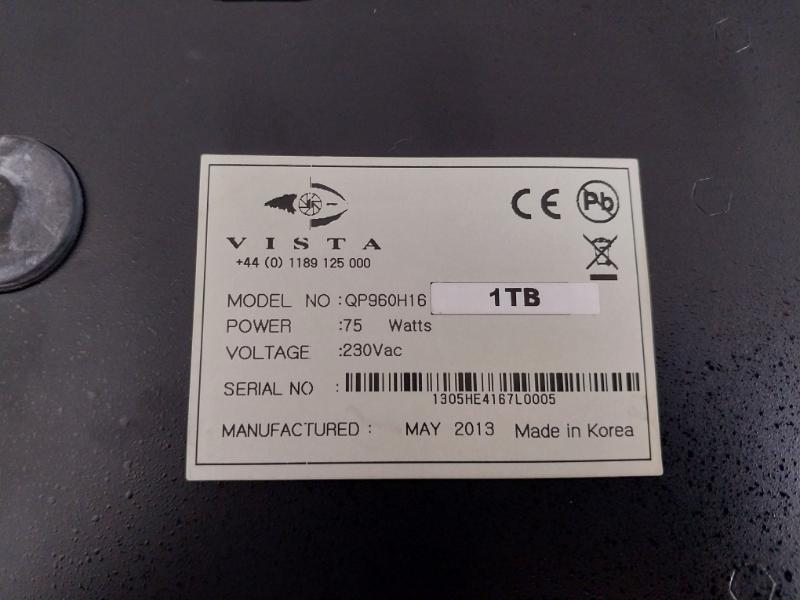 VISTA
+44 (0) 1189 125 000
CE Pb
MODEL NO :QP960H16 1TB
POWER :75 Watts
VOLTAGE :230Vac
SERIAL NO :
1305HE4167L0005
MANUFACTURED : MAY 2013 Made in Korea